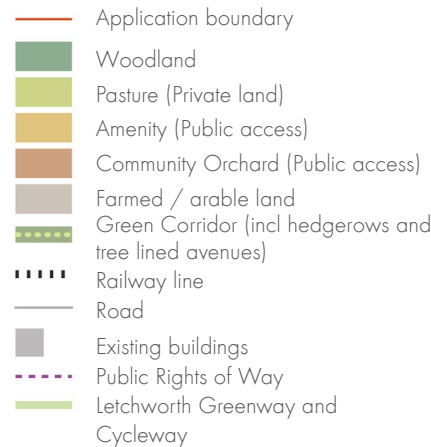 Application boundary
Woodland
Pasture (Private land)
Amenity (Public access)
Community Orchard (Public access)
Farmed / arable land
Green Corridor (incl hedgerows and
tree lined avenues)
Railway line
Road
Existing buildings
Public Rights of Way
Letchworth Greenway and
Cycleway